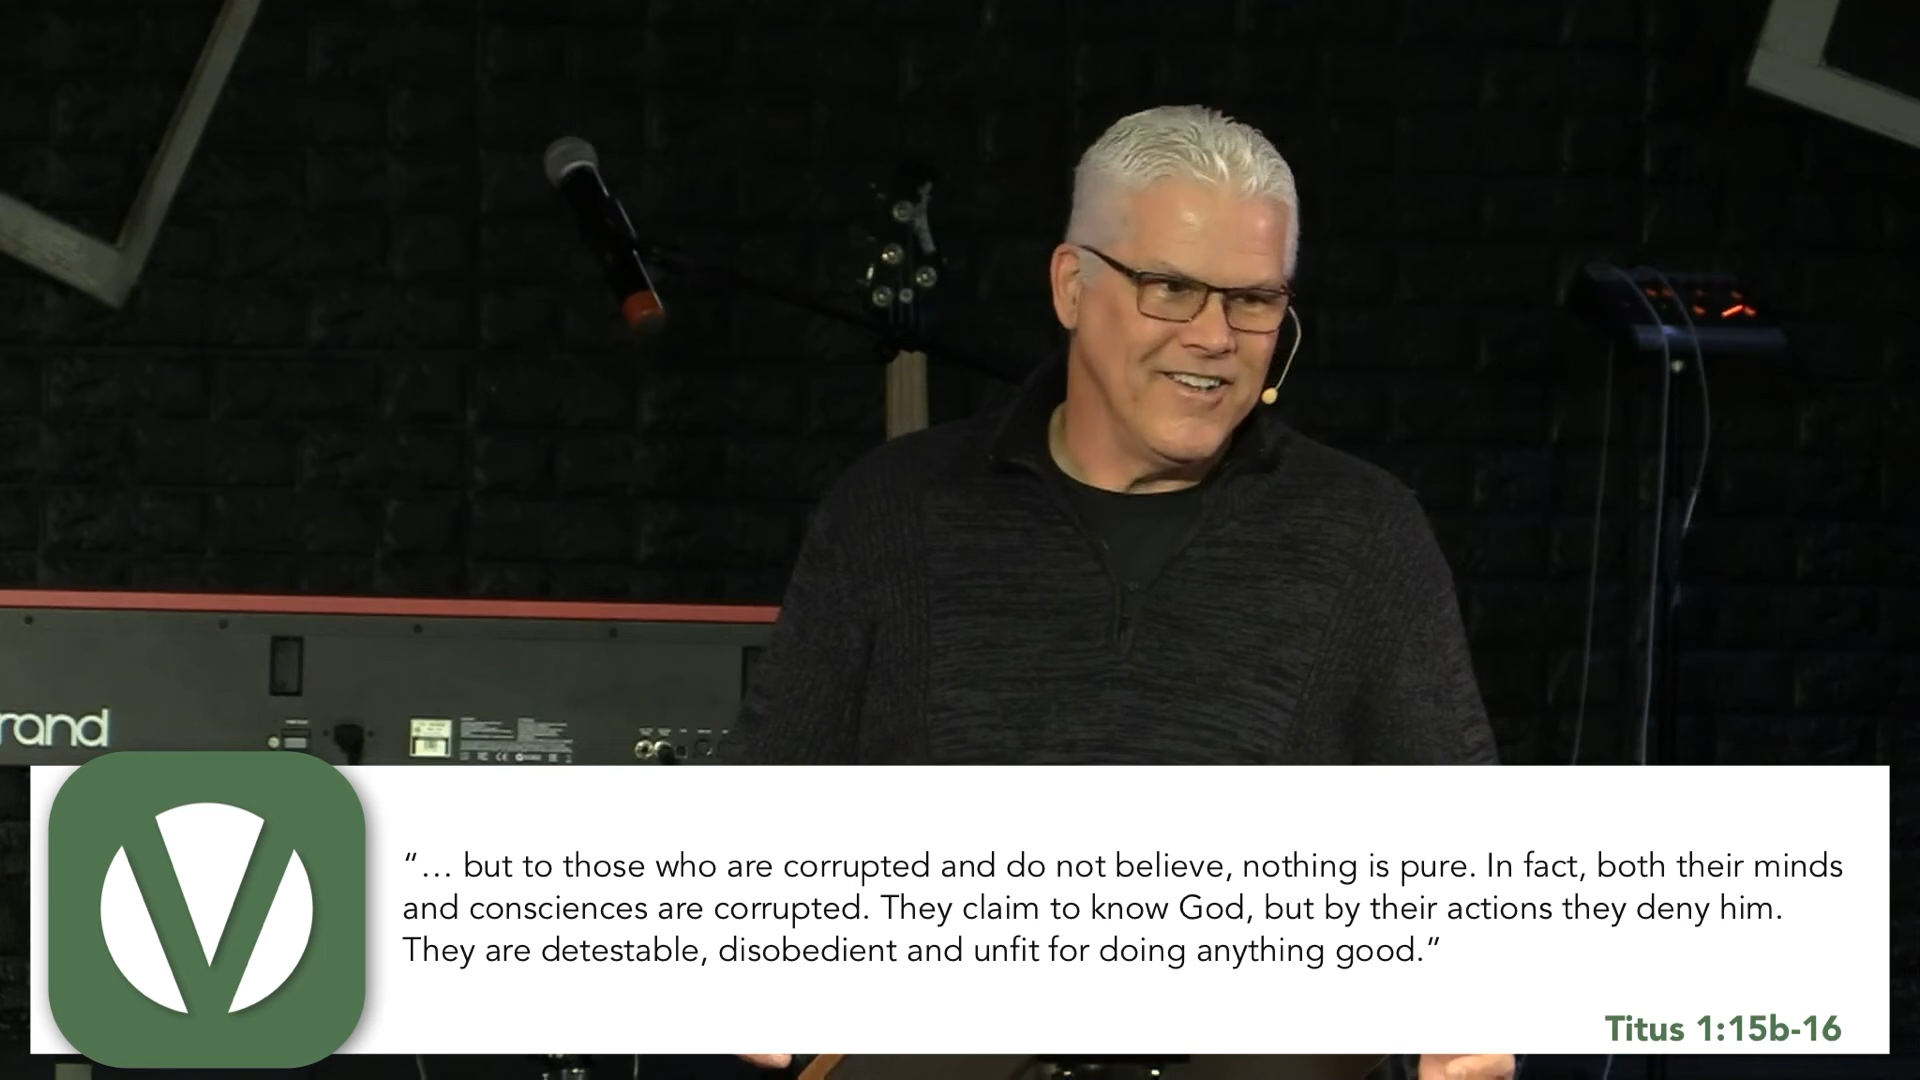 rand
“… but to those who are corrupted and do not believe, nothing is pure. In fact, both their minds
and consciences are corrupted. They claim to know God, but by their actions they deny him.
They are detestable, disobedient and unfit for doing anything good.”
Titus 1:15b-16